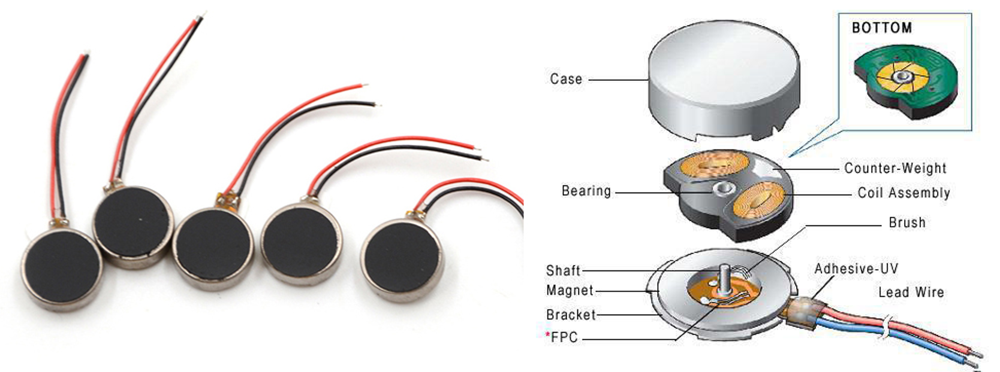 BOTTOM
Case
Counter-Weight
Bearing
Coil Assembly
Brush
Shaft
Adhesive-UV
Magnet
Lead Wire
Bracket
*FPC